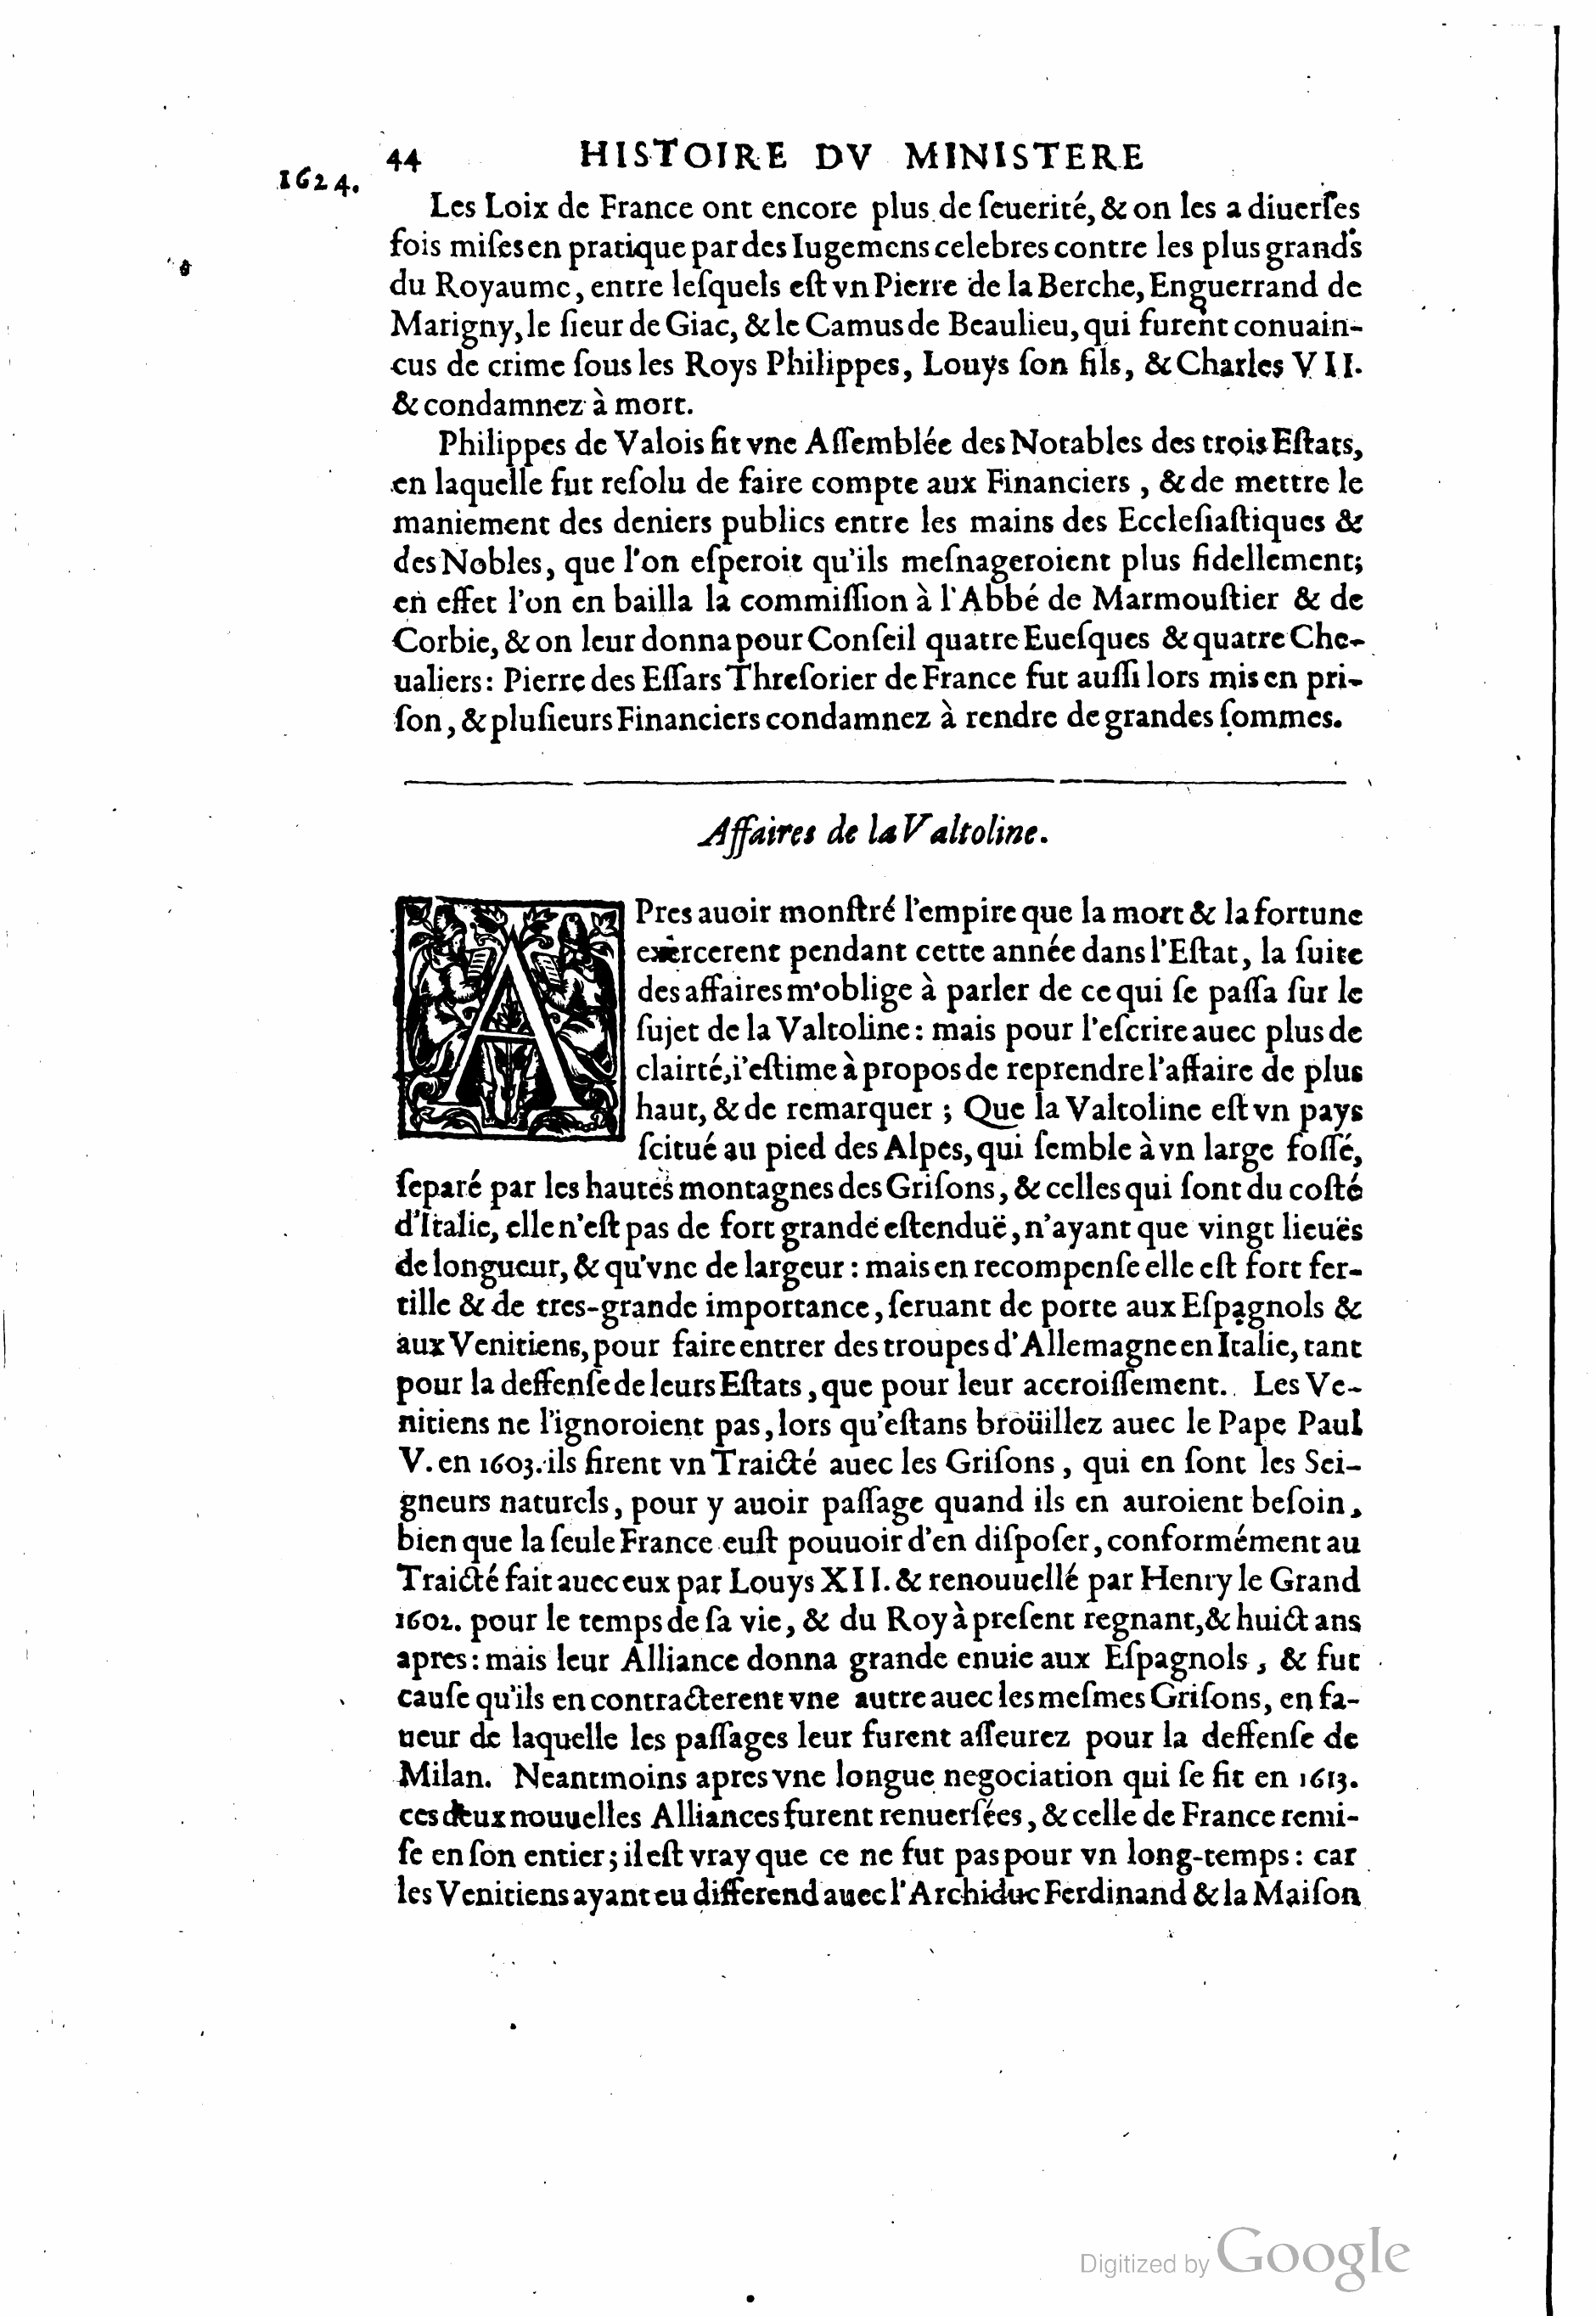 44 HISTOIRE DV MINISTERE
1624.
Les Loix de France ont encore plus de ſeuerité, & on les a diuerſes
fois miſes en pratique par des Iugemens celebres contre les plus grands
du Royaume, entre leſquels eſt vn Pierre de la Berche, Enguerrand de
Marigny, le ſieur de Giac, & le Camus de Beaulieu, qui furent conuain-
cus de crime ſous les Roys Philippes, Louys ſon fils, & Charles VII.
& condamnez à mort.
Philippes de Valois fit vne Aſſemblée des Notables des trois Eſtats,
en laquelle fut reſolu de faire compte aux Financiers, & de mettre le
maniement des deniers publics entre les mains des Eccleſiaſtiques &
des Nobles, que l'on eſperoit qu'ils meſnageroient plus fidellement;
en effet l'on en bailla la commiſſion à l'Abbé de Marmouſtier & de
Corbie, & on leur donna pour Conſeil quatre Eueſques & quatre Che-
ualiers: Pierre des Eſſars Threſorier de France fut auſſi lors mis en pri-
ſon, & pluſieurs Financiers condamnez à rendre de grandes ſommes.
Affaires de la Valtoline.
APres auoir monſtré l'empire que la mort & la fortune
exercerent pendant cette année dans l'Eſtat, la ſuite
des affaires m'oblige à parler de ce qui ſe paſſa ſur le
ſujet de la Valtoline: mais pour l'eſcrire auec plus de
clairté, i'eſtime à propos de reprendre l'affaire de plus
haut, & de remarquer; Que la Valtoline eſt vn pays
ſcitué au pied des Alpes, qui ſemble à vn large foſſé,
ſeparé par les hautes montagnes des Griſons, & celles qui ſont du coſté
d'Italie, elle n'eſt pas de fort grande eſtenduë, n'ayant que vingt lieuës
de longueur, & qu'vne de largeur: mais en recompenſe elle eſt fort fer-
tille & de tres-grande importance, ſeruant de porte aux Eſpagnols &
aux Venitiens, pour faire entrer des troupes d'Allemagne en Italie, tant
pour la deffenſe de leurs Eſtats, que pour leur accroiſſement. Les Ve-
nitiens ne l'ignoroient pas, lors qu'eſtans broüillez auec le Pape Paul
V. en 1603. ils firent vn Traicté auec les Griſons, qui en ſont les Sei-
gneurs naturels, pour y auoir paſſage quand ils en auroient beſoin,
bien que la ſeule France euſt pouuoir d'en diſpoſer, conformément au
Traicté fait auec eux par Louys XII. & renouuellé par Henry le Grand
1602. pour le temps de ſa vie, & du Roy à preſent regnant, & huict ans
apres: mais leur Alliance donna grande enuie aux Eſpagnols, & fut
cauſe qu'ils en contracterent vne autre auec les meſmes Griſons, en fa-
ueur de laquelle les paſſages leur furent aſſeurez pour la deffenſe de
Milan. Neantmoins apres vne longue negociation qui ſe fit en 1613.
ces deux nouuelles Alliances furent renuerſées, & celle de France remi-
ſe en ſon entier; il eſt vray que ce ne fut pas pour vn long-temps: car
les Venitiens ayant eu differend auec l'Archiduc Ferdinand & la Maiſon
Digitized by Google